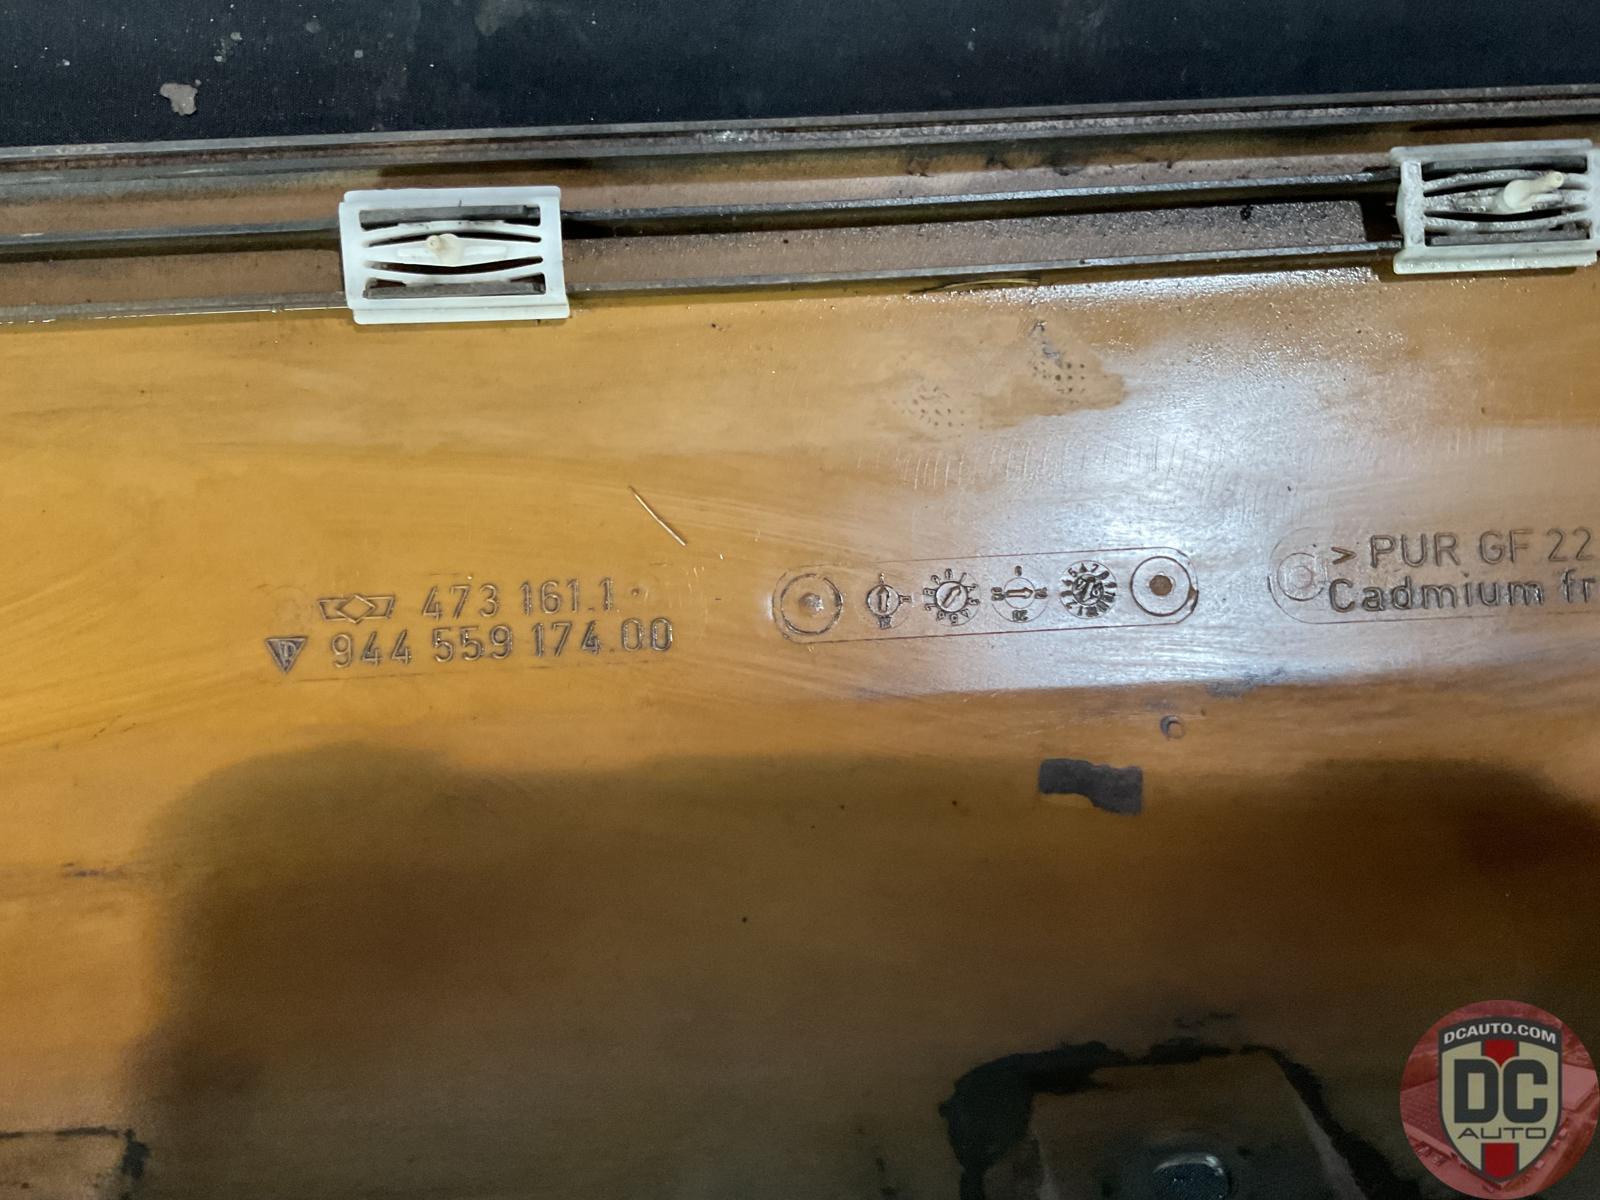 473 161.1
944 559 174.00
> PUR GF 22
Cadmium fr
DCAUTO.COM
DC
AUTO